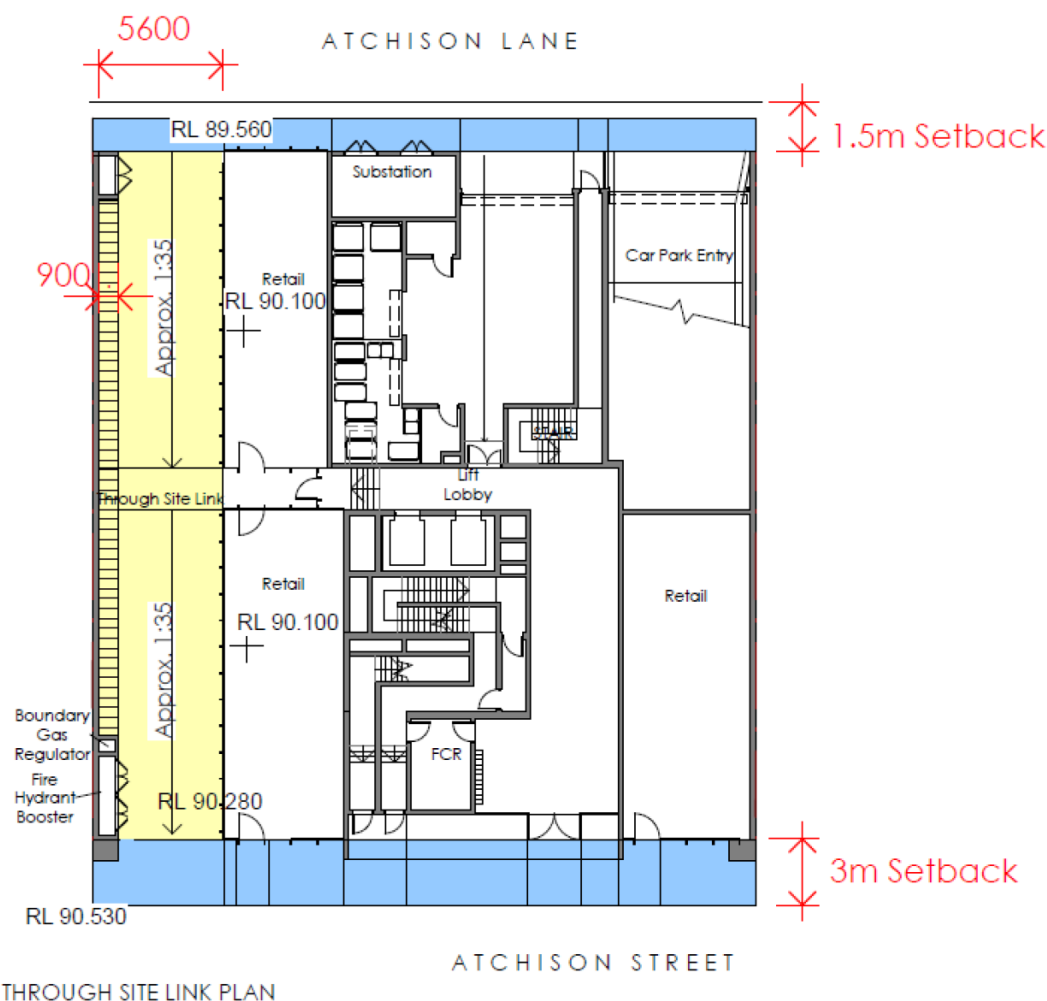 5600
ATCHISON LANE
RL 89.560
1.5m Setback
Substation
Approx. 1:35
900
Retail
RL 90.100
Car Park Entry
STAIR
Lift
Lobby
Through Site Link
Retail
RL 90.100
Retail
Approx. 1:35
Boundary
Gas
Regulator
Fire
Hydrant
Booster
FCR
RL 90.280
3m Setback
RL 90.530
ATCHISON STREET
THROUGH SITE LINK PLAN